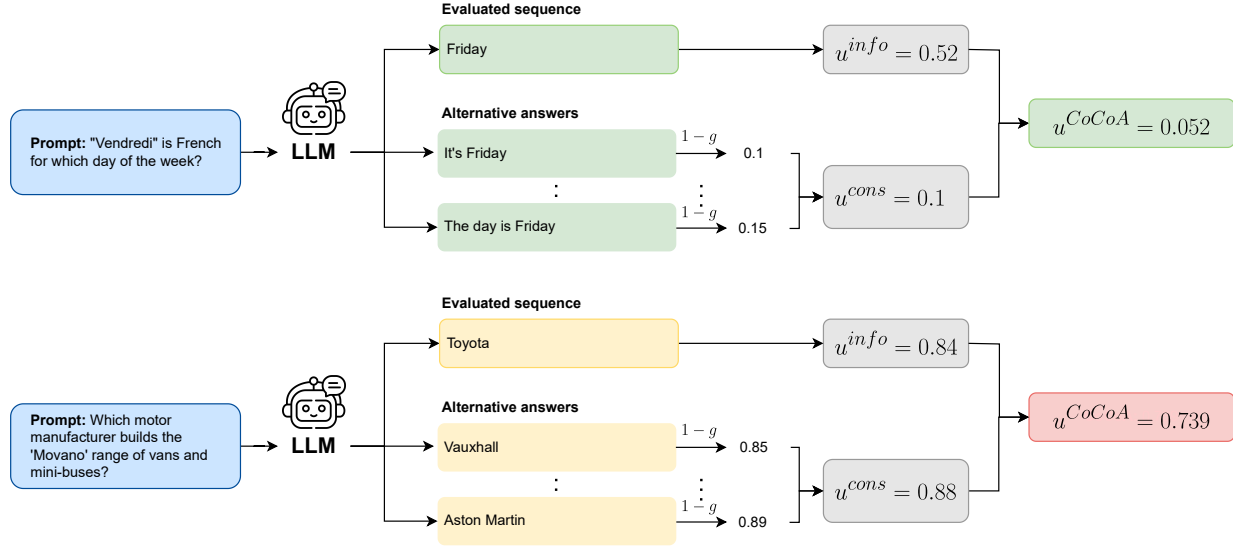 Evaluated sequence
Friday
u^{info} = 0.52
Prompt: "Vendredi" is French
for which day of the week?
LLM
Alternative answers
It's Friday
1 − g
0.1
⋮
⋮
The day is Friday
1 − g
0.15
u^{cons} = 0.1
u^{CoCoA} = 0.052
Evaluated sequence
Toyota
u^{info} = 0.84
Prompt: Which motor
manufacturer builds the
'Movano' range of vans and
mini-buses?
LLM
Alternative answers
Vauxhall
1 − g
0.85
⋮
⋮
Aston Martin
1 − g
0.89
u^{cons} = 0.88
u^{CoCoA} = 0.739